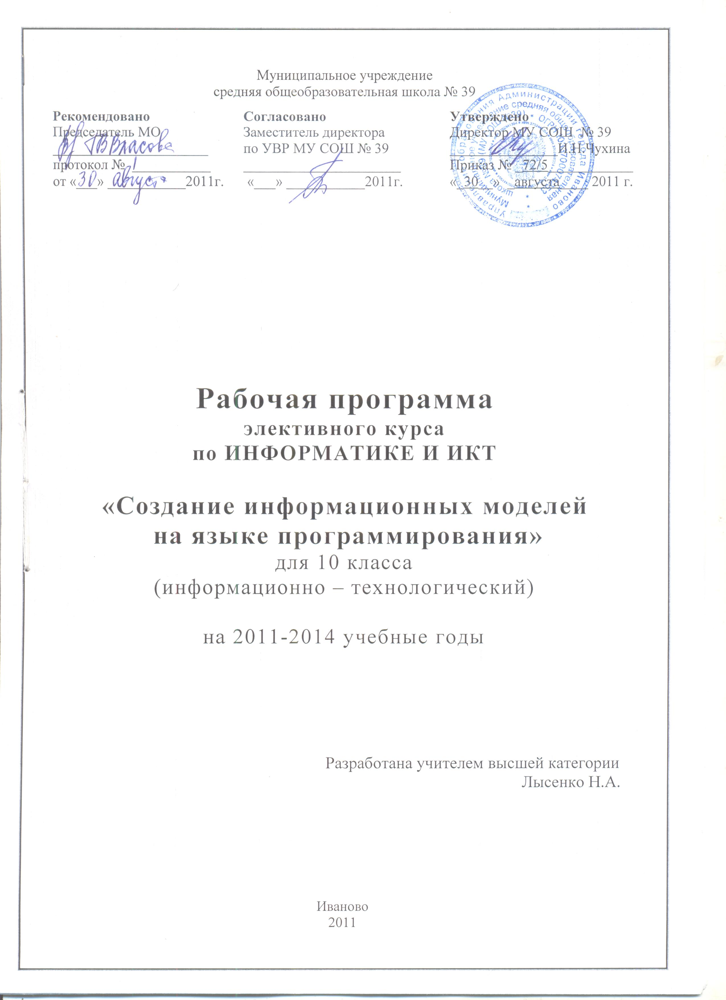 Муниципальное учреждение
средняя общеобразовательная школа № 39
Рекомендовано
Председатель МО
ТВ Власова
протокол № 1
от «30» августа 2011г.
Согласовано
Заместитель директора
по УВР МУ СОШ № 39
«___» ___________2011г.
Утверждено
Директор МУ СОШ № 39
И.Н.Чухина
Приказ № 72/5
« 30 » августа 2011 г.
Управление образования Администрации города Иваново
Муниципальное учреждение средняя общеобразовательная
школа № 39 (МУ СОШ № 39)
Рабочая программа
элективного курса
по ИНФОРМАТИКЕ И ИКТ
«Создание информационных моделей
на языке программирования»
для 10 класса
(информационно – технологический)
на 2011-2014 учебные годы
Разработана учителем высшей категории
Лысенко Н.А.
Иваново
2011